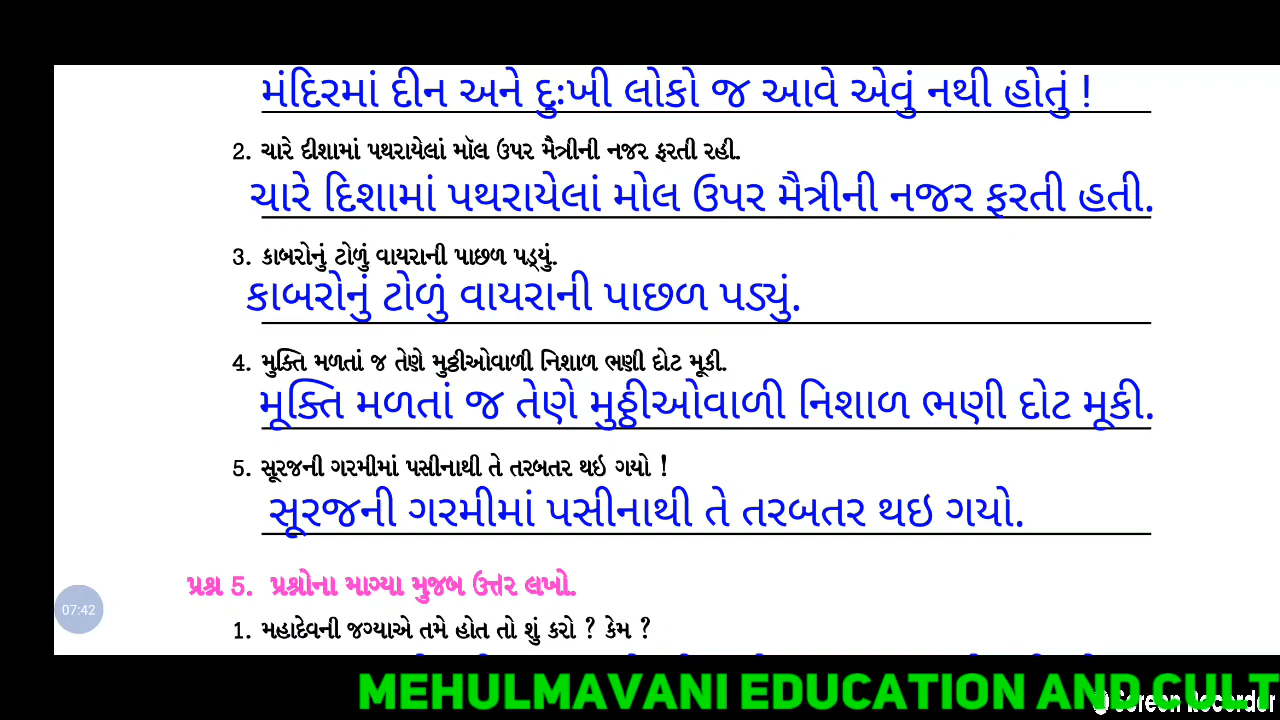 મંદિરમાં દીન અને દુઃખી લોકો જ આવે એવું નથી હોતું !
2. ચારે દીશામાં પથરાયેલાં મૉલ ઉપર મૈત્રીની નજર ફરતી રહી.
ચારે દિશામાં પથરાયેલાં મોલ ઉપર મૈત્રીની નજર ફરતી હતી.
3. કાબરોનું ટોળું વાયરાની પાછળ પડ્યું.
કાબરોનું ટોળું વાયરાની પાછળ પડ્યું.
4. મુક્તિ મળતાં જ તેણે મુઠ્ઠીઓવાળી નિશાળ ભણી દોટ મૂકી.
મૂક્તિ મળતાં જ તેણે મુઠ્ઠીઓવાળી નિશાળ ભણી દોટ મૂકી.
5. સૂરજની ગરમીમાં પસીનાથી તે તરબતર થઇ ગયો !
સૂરજની ગરમીમાં પસીનાથી તે તરબતર થઇ ગયો.
પ્રશ્ન 5. પ્રશ્નોના માગ્યા મુજબ ઉત્તર લખો.
07:42
1. મહાદેવની જગ્યાએ તમે હોત તો શું કરો ? કેમ ?
MEHULMAVANI EDUCATION AND CULT
Screen Recorder